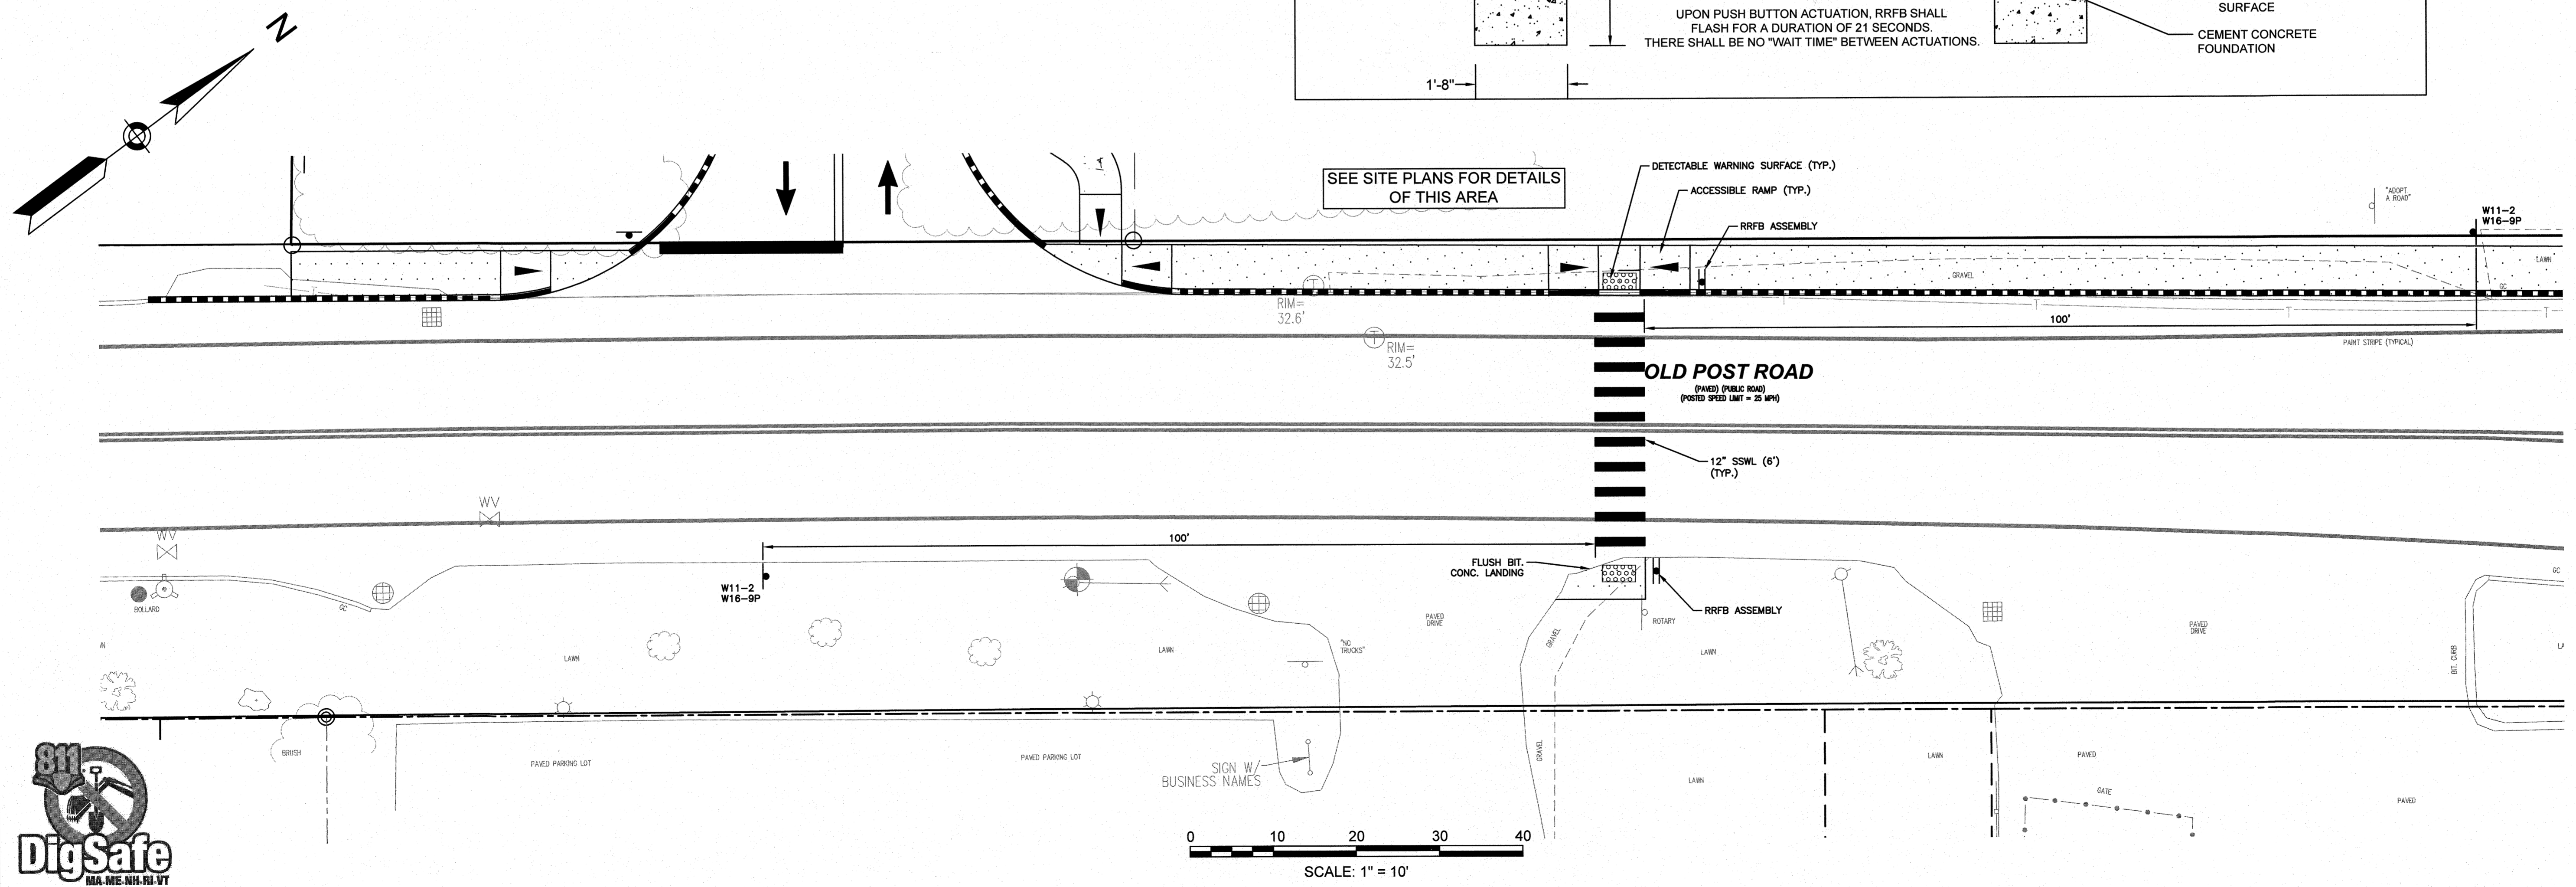 UPON PUSH BUTTON ACTUATION, RRFB SHALL
FLASH FOR A DURATION OF 21 SECONDS.
THERE SHALL BE NO "WAIT TIME" BETWEEN ACTUATIONS.
SURFACE
CEMENT CONCRETE
FOUNDATION
1'-8"
N
SEE SITE PLANS FOR DETAILS
OF THIS AREA
DETECTABLE WARNING SURFACE (TYP.)
ACCESSIBLE RAMP (TYP.)
RRFB ASSEMBLY
"ADOPT
A ROAD"
W11-2
W16-9P
LAWN
GRAVEL
GC
T
T
RIM=
32.6'
T
T
T
T
100'
T
RIM=
32.5'
PAINT STRIPE (TYPICAL)
OLD POST ROAD
(PAVED) (PUBLIC ROAD)
(POSTED SPEED LIMIT = 25 MPH)
12" SSWL (6')
(TYP.)
WV
WV
100'
FLUSH BIT.
CONC. LANDING
W11-2
W16-9P
BOLLARD
GC
GC
RRFB ASSEMBLY
ROTARY
PAVED
DRIVE
PAVED
DRIVE
GRAVEL
"NO
TRUCKS"
LAWN
LAWN
LAWN
BIT. CURB
GRAVEL
BRUSH
PAVED PARKING LOT
PAVED PARKING LOT
SIGN W/
BUSINESS NAMES
LAWN
LAWN
PAVED
GATE
PAVED
811
DigSafe
MA-ME-NH-RI-VT
0 10 20 30 40
SCALE: 1" = 10'